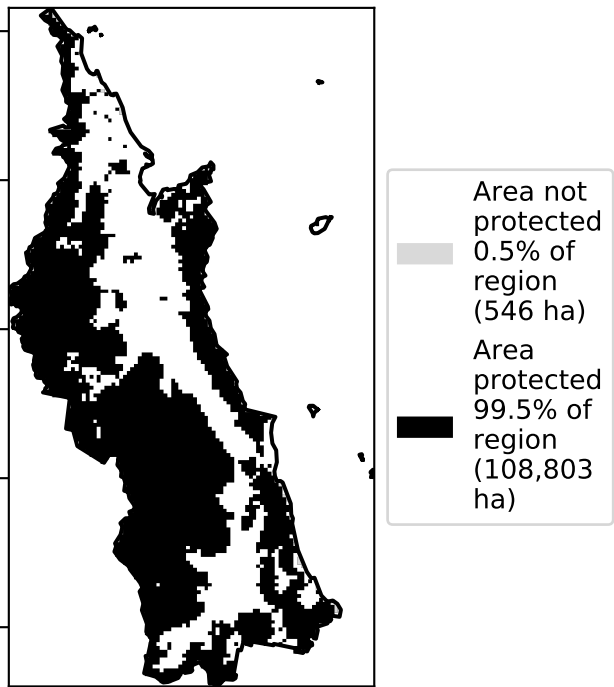 Area not
protected
0.5% of
region
(546 ha)
Area
protected
99.5% of
region
(108,803
ha)